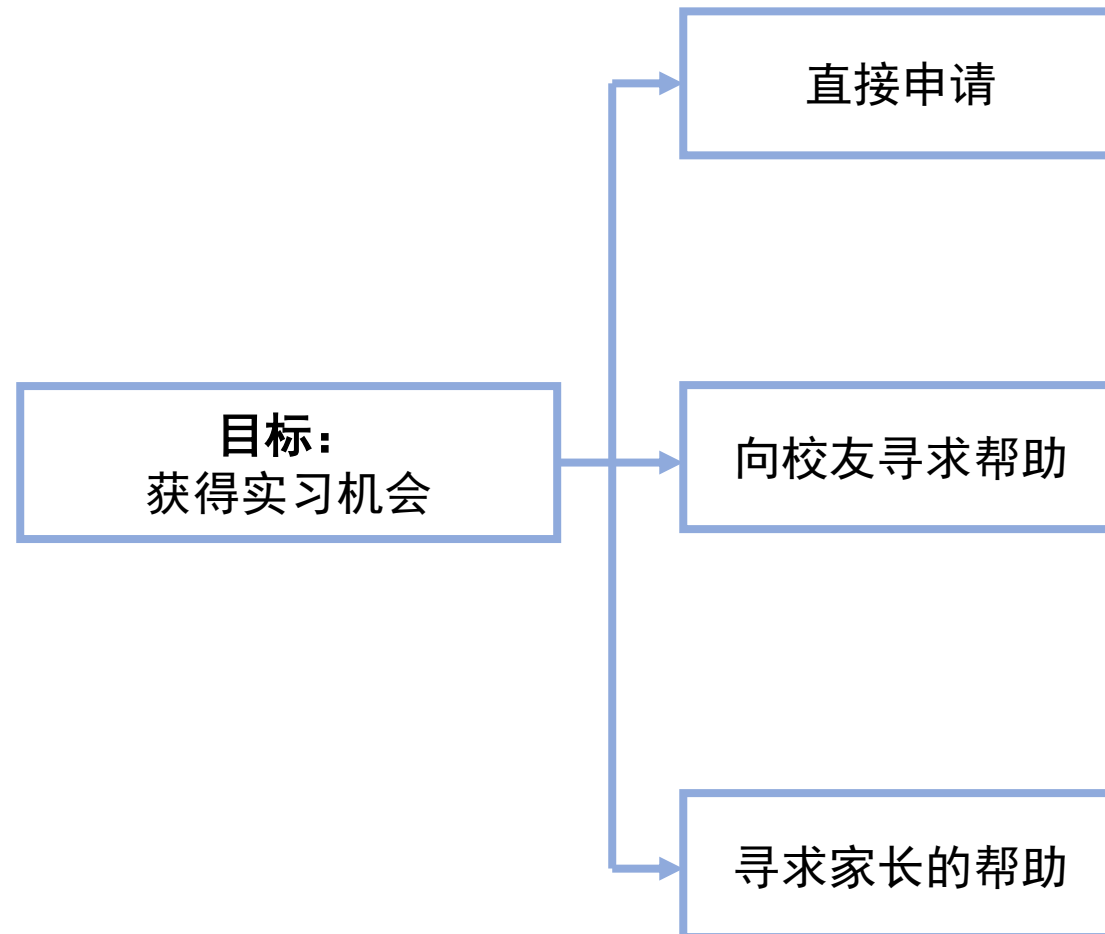 直接申请
目标：
获得实习机会
向校友寻求帮助
寻求家长的帮助